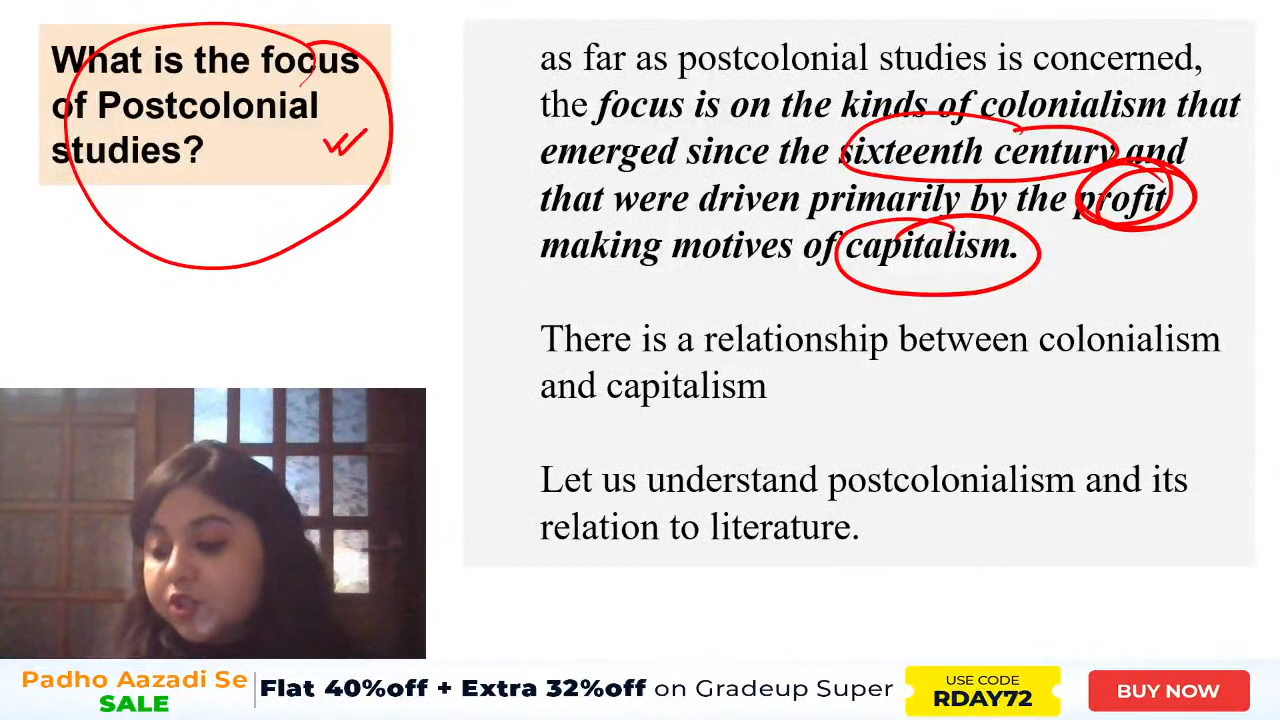 What is the focus
of Postcolonial
studies?
as far as postcolonial studies is concerned,
the focus is on the kinds of colonialism that
emerged since the sixteenth century and
that were driven primarily by the profit
making motives of capitalism.
There is a relationship between colonialism
and capitalism
Let us understand postcolonialism and its
relation to literature.
Padho Aazadi Se
SALE
Flat 40%off + Extra 32%off on Gradeup Super
USE CODE
RDAY72
BUY NOW